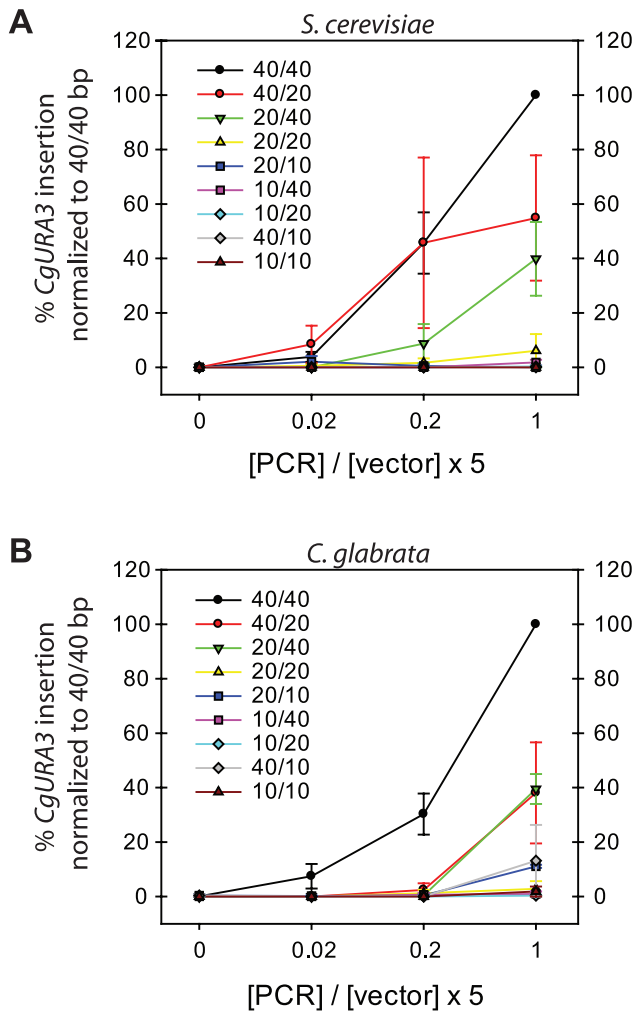 A
S. cerevisiae
120 120
100 100
80 80
60 60
40 40
20 20
0 0
40/40
40/20
20/40
20/20
20/10
10/40
10/20
40/10
10/10
% CgURA3 insertion
normalized to 40/40 bp
0 0.02 0.2 1
[PCR] / [vector] x 5
B
C. glabrata
120 120
100 100
80 80
60 60
40 40
20 20
0 0
40/40
40/20
20/40
20/20
20/10
10/40
10/20
40/10
10/10
% CgURA3 insertion
normalized to 40/40 bp
0 0.02 0.2 1
[PCR] / [vector] x 5